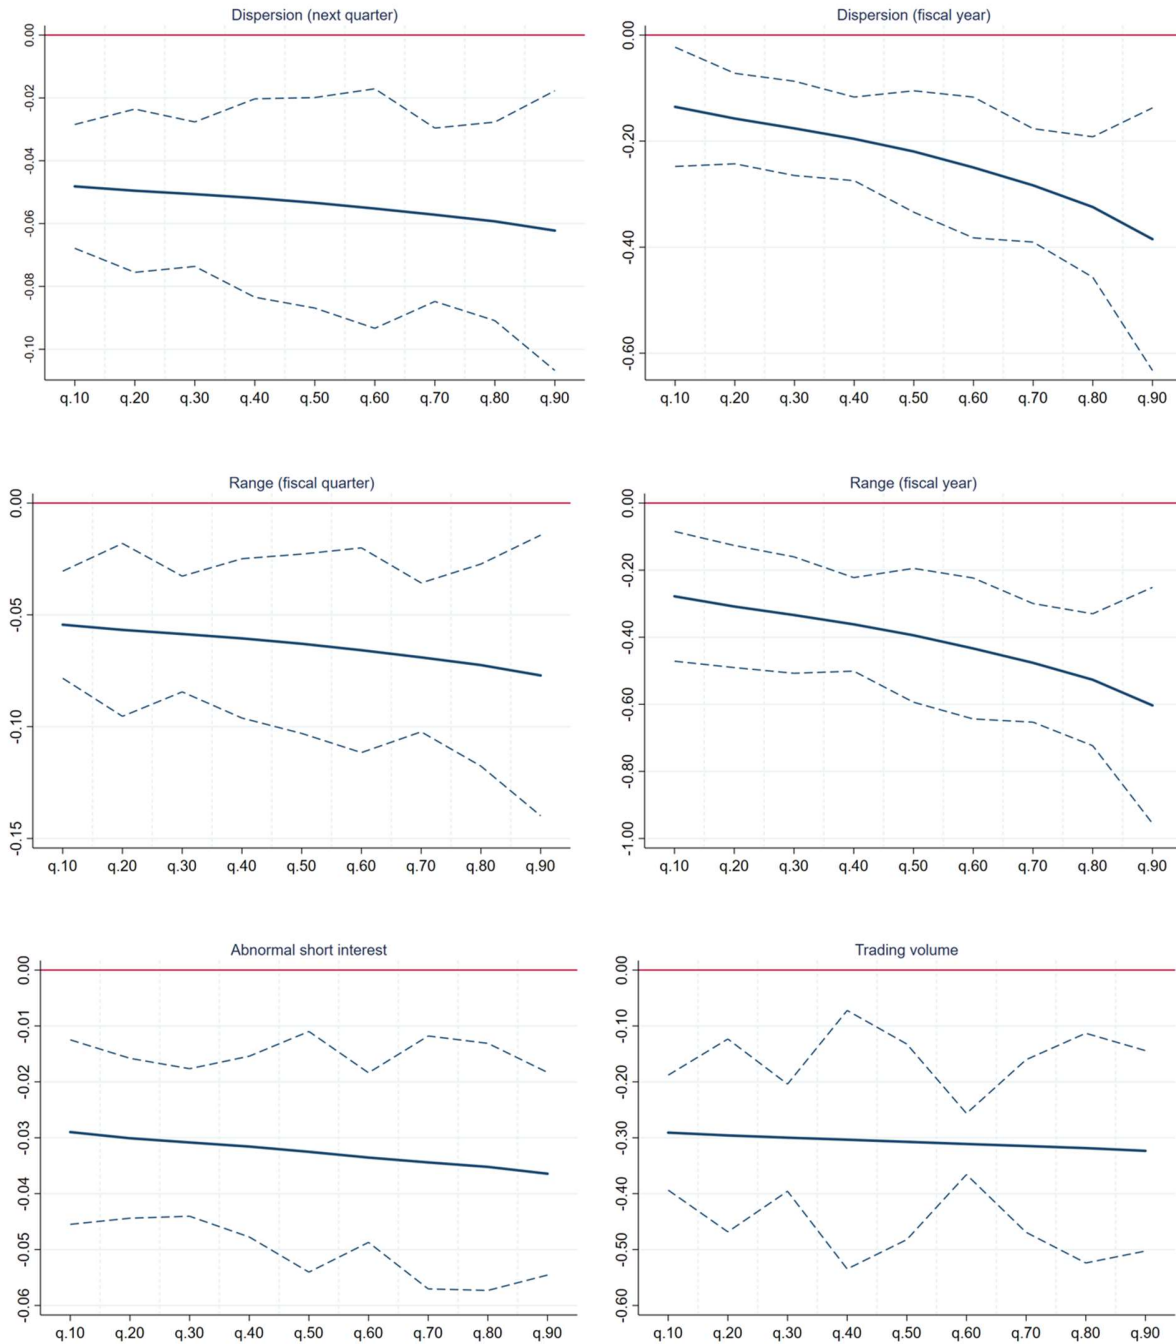 Dispersion (next quarter)
0.00
-0.02
-0.04
-0.06
-0.08
-0.10
q.10 q.20 q.30 q.40 q.50 q.60 q.70 q.80 q.90
Dispersion (fiscal year)
0.00
-0.20
-0.40
-0.60
q.10 q.20 q.30 q.40 q.50 q.60 q.70 q.80 q.90
Range (fiscal quarter)
0.00
-0.05
-0.10
-0.15
q.10 q.20 q.30 q.40 q.50 q.60 q.70 q.80 q.90
Range (fiscal year)
0.00
-0.20
-0.40
-0.60
-0.80
-1.00
q.10 q.20 q.30 q.40 q.50 q.60 q.70 q.80 q.90
Abnormal short interest
0.00
-0.01
-0.02
-0.03
-0.04
-0.05
-0.06
q.10 q.20 q.30 q.40 q.50 q.60 q.70 q.80 q.90
Trading volume
0.00
-0.10
-0.20
-0.30
-0.40
-0.50
-0.60
q.10 q.20 q.30 q.40 q.50 q.60 q.70 q.80 q.90